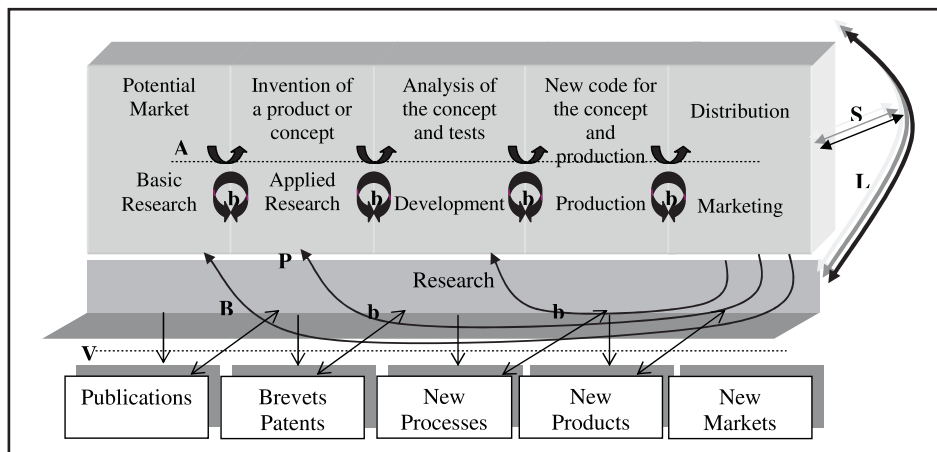 Potential
Market
Invention of
a product or
concept
Analysis of
the concept
and tests
New code for
the concept
and
production
Distribution
S
A
L
Basic
Research
b
Applied
Research
b
Development
b
Production
b
Marketing
P
Research
B
b
b
V
Publications
Brevets
Patents
New
Processes
New
Products
New
Markets